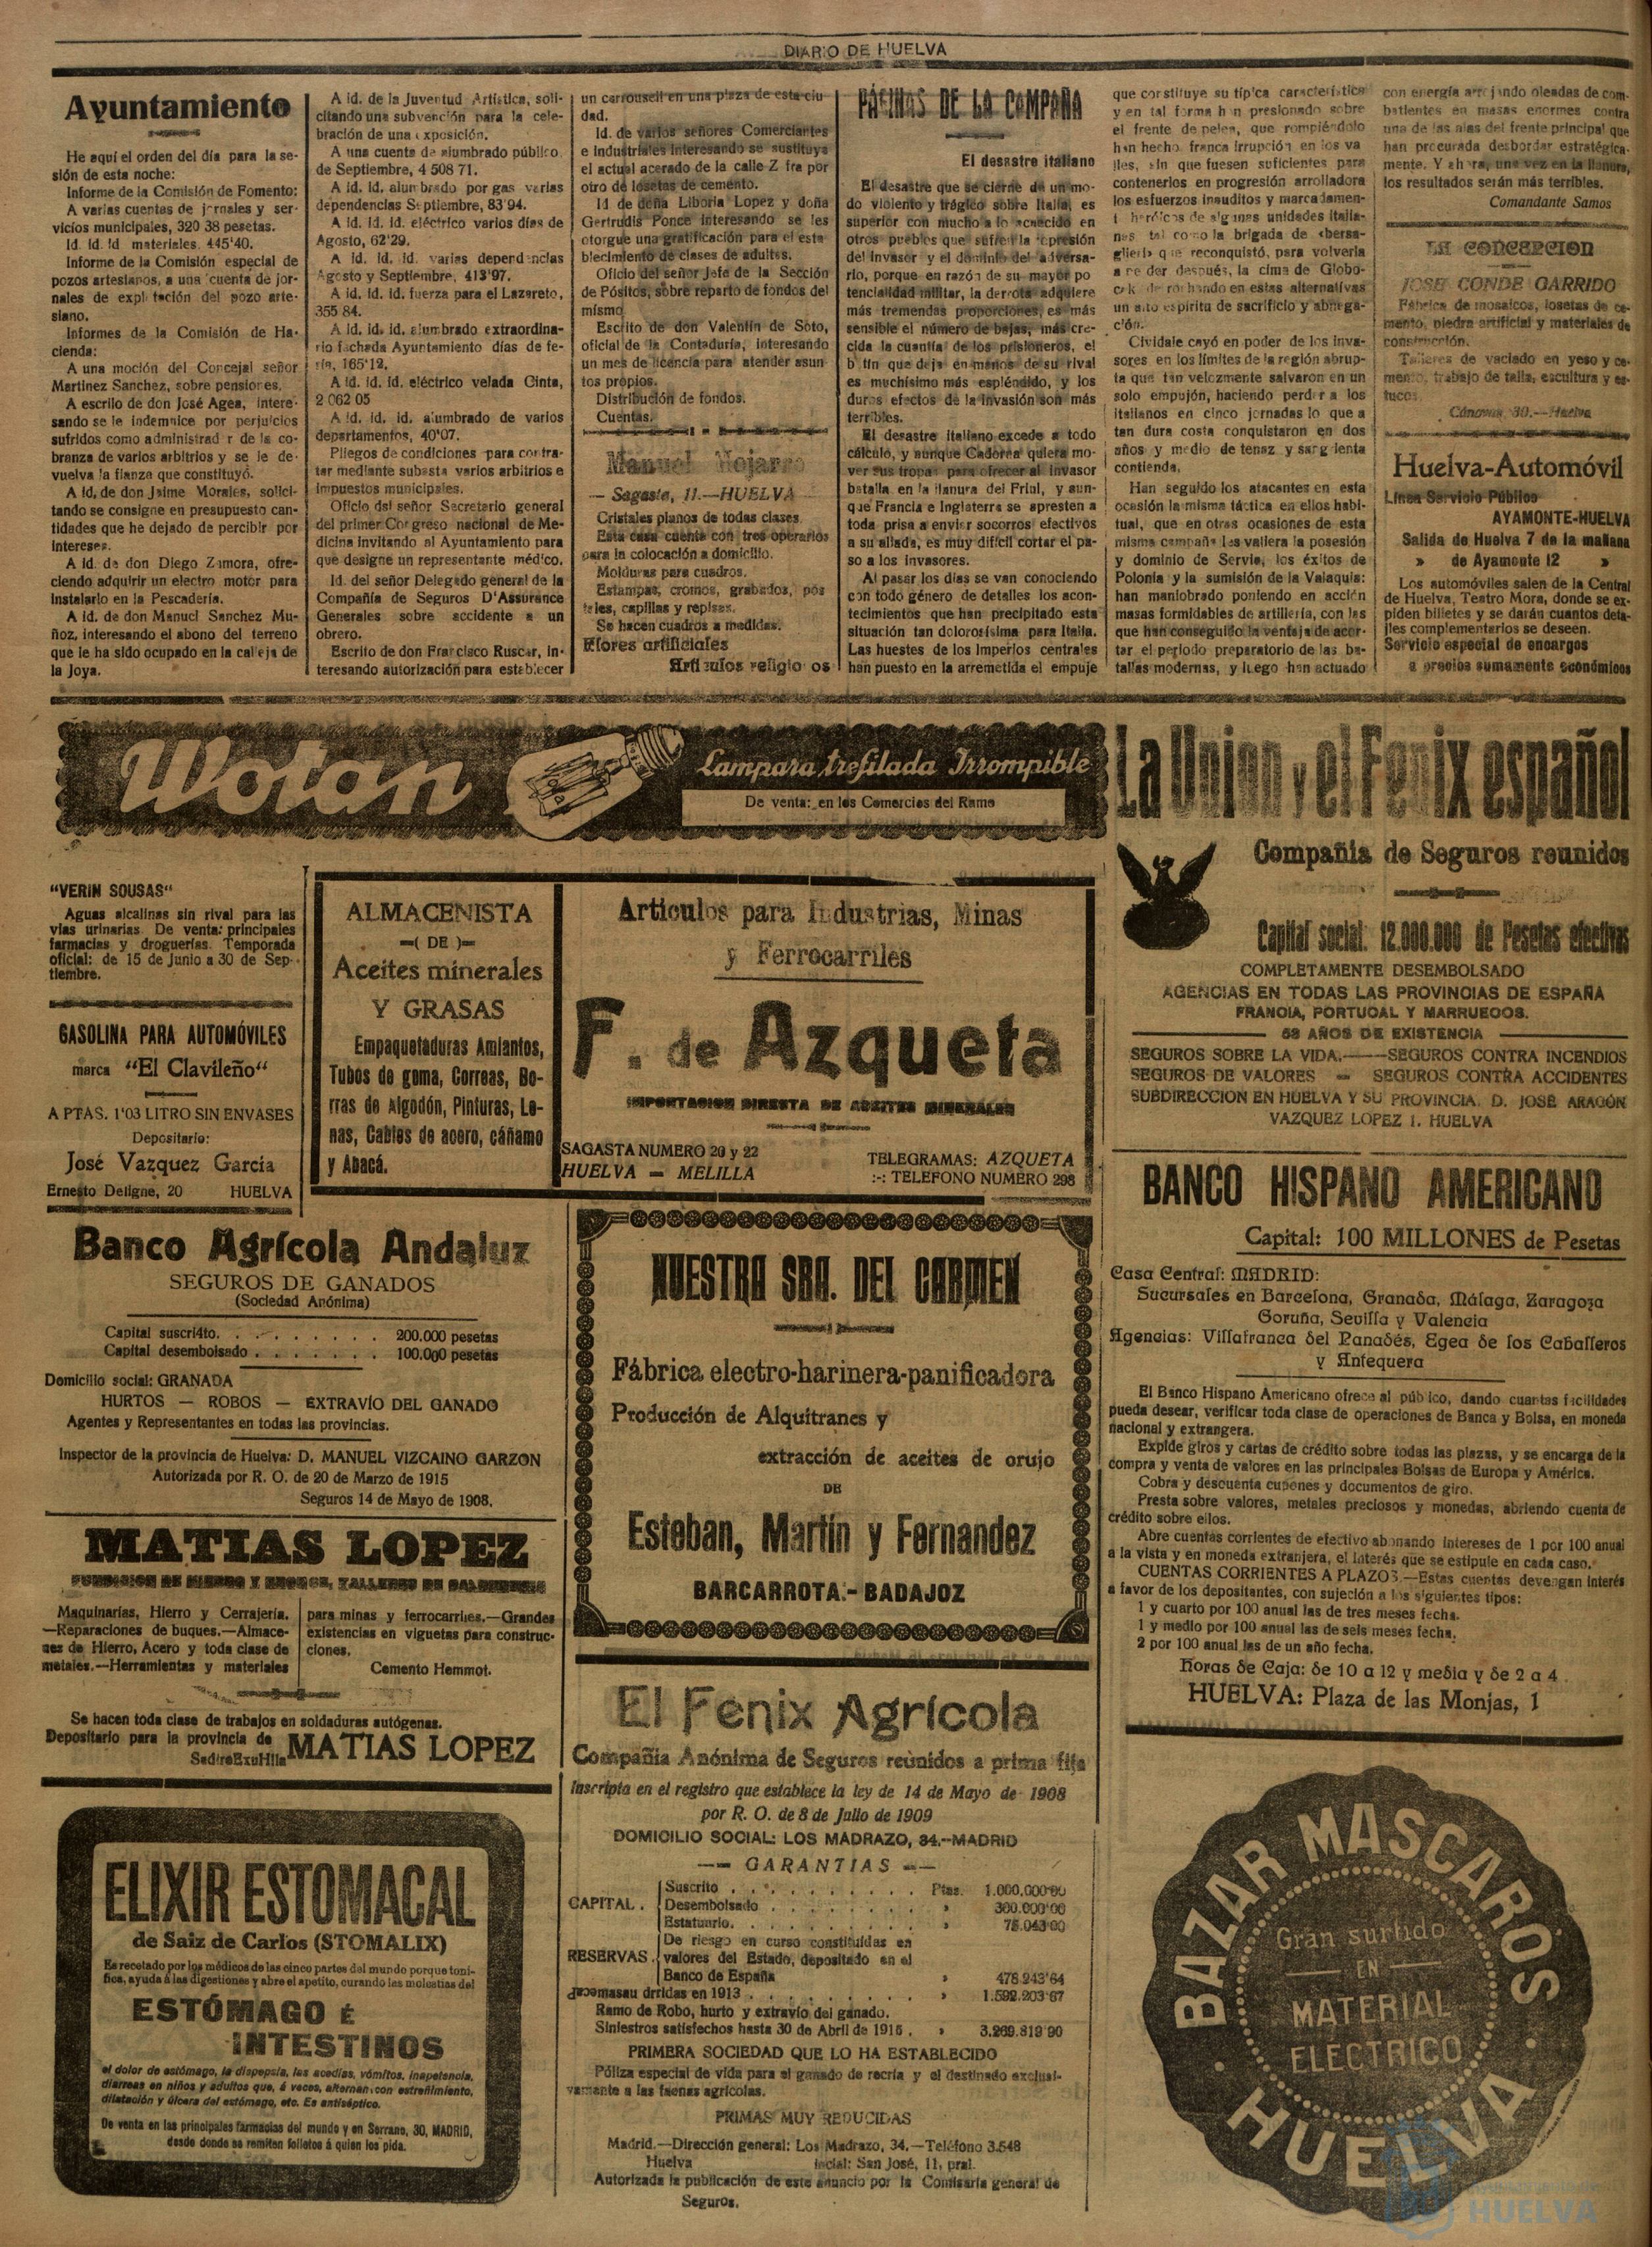 DIARIO DE HUELVA
Ayuntamiento
He aquí el orden del día para la se-
sión de esta noche:
Informe de la Comisión de Fomento:
A varias cuentas de jornales y ser-
vicios municipales, 320 38 pesetas.
Id. id. id materiales. 445'40.
Informe de la Comisión especial de
pozos artesianos, a una cuenta de jor-
nales de expl tación del pozo arte-
siano.
Informes de la Comisión de Ha-
cienda:
A una moción del Concejal señor
Martinez Sanchez, sobre pensiones.
A escrito de don José Agea, intere-
sando se le indemnice por perjuicios
sufridos como administrad r de la co-
branza de varios arbitrios y se le de-
vuelva la fianza que constituyó.
A id. de don Jaime Morales, solici-
tando se consigne en presupuesto can-
tidades que ha dejado de percibir por
intereses.
A id. de don Diego Zamora, ofre-
ciendo adquirir un electro motor para
instalarlo en la Pescadería.
A id. de don Manuel Sanchez Mu-
ñoz, interesando el abono del terreno
que le ha sido ocupado en la calleja de
la Joya.
A id. de la Juventud Artística, soli-
citando una subvención para la cele-
bración de una exposición.
A una cuenta de alumbrado público
de Septiembre, 4 508 71.
A id. id. alumbrado por gas varias
dependencias Septiembre, 83'94.
A id. id. id. eléctrico varios días de
Agosto, 62'29.
A id. id. id. varias dependencias
Agosto y Septiembre, 413'97.
A id. id. id. fuerza para el Lazareto,
355 84.
A id. id. id. alumbrado extraordina-
rio fachada Ayuntamiento días de fe-
ria, 165'12.
A id. id. id. eléctrico velada Cinta,
2 062 05
A id. id. id. alumbrado de varios
departamentos, 40'07.
Pliegos de condiciones para contra-
tar mediante subasta varios arbitrios e
impuestos municipales.
Oficio del señor Secretario general
del primer Congreso nacional de Me-
dicina invitando al Ayuntamiento para
que designe un representante médico.
Id. del señor Delegado general de la
Compañía de Seguros D'Assurance
Generales sobre accidente a un
obrero.
Escrito de don Francisco Ruscar, in-
teresando autorización para establecer
un carrousell en una plaza de esta ciu
dad.
Id. de varios señores Comerciantes
e industriales interesando se sustituya
el actual acerado de la calle Z fra por
otro de losetas de cemento.
Id de doña Liboria Lopez y doña
Gertrudis Ponce interesando se les
otorgue una gratificación para el esta
blecimiento de clases de adultos.
Oficio del señor Jefe de la Sección
de Pósitos, sobre reparto de fondos del
mismo
Escrito de don Valentín de Soto,
oficial de la Contaduría, interesando
un mes de licencia para atender asun
tos propios.
Distribución de fondos.
Cuentas.
Manuel Mojarro
— Sagasta, 11.—HUELVA
Cristales planos de todas clases.
Esta casa cuenta con tres operarios
para la colocación a domicilio.
Molduras para cuadros.
Estampas, cromos, grabados, pos
tales, capillas y repisas.
Se hacen cuadros a medidas.
Flores artificiales
Artículos religio os
PÁGINAS DE LA CAMPAÑA
El desastre italiano
El desastre que se cierne de un mo-
do violento y trágico sobre Italia, es
superior con mucho a lo acaecido en
otros pueblos que sufren la opresión
del invasor y el dominio del adversa-
rio, porque en razón de su mayor po
tencialidad militar, la derrota adquiere
más tremendas proporciones, es más
sensible el número de bajas, más cre-
cida la cuantía de los prisioneros, el
b tín que deja en manos de su rival
es muchísimo más espléndido, y los
duros efectos de la invasión son más
terribles.
El desastre italiano excede a todo
cálculo, y aunque Cadorna quiera mo-
ver sus tropas para ofrecer al invasor
batalla en la llanura del Friul, y aun-
que Francia e Inglaterra se apresten a
toda prisa a enviar socorros efectivos
a su aliada, es muy difícil cortar el pa-
so a los invasores.
Al pasar los días se van conociendo
con todo género de detalles los acon-
tecimientos que han precipitado esta
situación tan dolorosísima para Italia.
Las huestes de los Imperios centrales
han puesto en la arremetida el empuje
que constituye su típica característica
y en tal forma h n presionado sobre
el frente de pelea, que rompiéndolo
han hecho franca irrupción en los va
lles, sin que fuesen suficientes para
contenerlos en progresión arrolladora
los esfuerzos insuditos y marcadamen-
t heróicos de algunas unidades italia-
nas tal como la brigada de «bersa-
glieri» que reconquistó, para volverla
a perder después, la cima de Globo-
cak derrochando en estas alternativas
un alto espíritu de sacrificio y abnega-
ción.
Cividale cayó en poder de los inva-
sores en los límites de la región abrup-
ta que tan velozmente salvaron en un
solo empujón, haciendo perder a los
italianos en cinco jornadas lo que a
tan dura costa conquistaron en dos
años y medio de tenaz y sangrienta
contienda.
Han seguido los atacantes en esta
ocasión la misma táctica en ellos habi-
tual, que en otras ocasiones de esta
misma campaña les valiera la posesión
y dominio de Servia, los éxitos de
Polonia y la sumisión de la Valaquia:
han maniobrado poniendo en acción
masas formidables de artillería, con las
que han conseguido la ventaja de acor-
tar el período preparatorio de las ba-
tallas modernas, y luego han actuado
con energía arrojando oleadas de com-
batientes en masas enormes contra
una de las alas del frente principal que
han procurada desbordar estratégica-
mente. Y ahora, una vez en la llanura,
los resultados serán más terribles.
Comandante Samos
LA CONCEPCION
JOSE CONDE GARRIDO
Fábrica de mosaicos, losetas de ce-
mento, piedra artificial y materiales de
construcción.
Talleres de vaciado en yeso y ce-
mento, trabajo de talla, escultura y es-
tuco.
Cánovas, 39.—Huelva
Huelva-Automóvil
Línea Servicio Público
AYAMONTE-HUELVA
Salida de Huelva 7 de la mañana
» de Ayamonte 12 »
Los automóviles salen de la Central
de Huelva, Teatro Mora, donde se ex-
piden billetes y se darán cuantos deta-
lles complementarios se deseen.
Servicio especial de encargos
a precios sumamente económicos
Wotan
Lampara trefilada Irrompible
De venta: en los Comercios del Ramo
La Union y el Fenix español
Compañia de Seguros reunidos
Capital social: 12.000.000 de Pesetas efectivas
COMPLETAMENTE DESEMBOLSADO
AGENCIAS EN TODAS LAS PROVINCIAS DE ESPAÑA
FRANCIA, PORTUGAL Y MARRUECOS.
53 AÑOS DE EXISTENCIA
SEGUROS SOBRE LA VIDA.——SEGUROS CONTRA INCENDIOS
SEGUROS DE VALORES — SEGUROS CONTRA ACCIDENTES
SUBDIRECCION EN HUELVA Y SU PROVINCIA. D. JOSE ARAGÓN
VAZQUEZ LOPEZ 1. HUELVA
"VERIN SOUSAS"
Aguas alcalinas sin rival para las
vías urinarias. De venta: principales
farmacias y droguerías. Temporada
oficial: de 15 de Junio a 30 de Sep-
tiembre.
GASOLINA PARA AUTOMÓVILES
marca "El Clavileño"
A PTAS. 1'03 LITRO SIN ENVASES
Depositario:
José Vazquez García
Ernesto Deligne, 20 HUELVA
ALMACENISTA
—( DE )—
Aceites minerales
Y GRASAS
Empaquetaduras Amiantos,
Tubos de goma, Correas, Bo-
rras de Algodón, Pinturas, Lo-
nas, Cables de acero, cáñamo
y Abacá.
Articulos para Industrias, Minas
y Ferrocarriles
F. de Azqueta
IMPORTACION DIRECTA DE ACEITES MINERALES
SAGASTA NUMERO 20 y 22
HUELVA — MELILLA
TELEGRAMAS: AZQUETA
:-: TELEFONO NUMERO 298
Banco Agrícola Andaluz
SEGUROS DE GANADOS
(Sociedad Anónima)
Capital suscri4to. . . . . . . . . . 200.000 pesetas
Capital desembolsado . . . . . . . 100.000 pesetas
Domicilio social: GRANADA
HURTOS — ROBOS — EXTRAVÍO DEL GANADO
Agentes y Representantes en todas las provincias.
Inspector de la provincia de Huelva: D. MANUEL VIZCAINO GARZON
Autorizada por R. O. de 20 de Marzo de 1915
Seguros 14 de Mayo de 1908.
MATIAS LOPEZ
FUNDICION DE HIERRO Y BRONCE, TALLERES DE CALDERERIA
Maquinarias, Hierro y Cerrajería.
—Reparaciones de buques.—Almace-
nes de Hierro, Acero y toda clase de
metales.—Herramientas y materiales
para minas y ferrocarriles.—Grandes
existencias en viguetas para construc-
ciones.
Cemento Hemmot.
Se hacen toda clase de trabajos en soldaduras autógenas.
Depositario para la provincia de
MATIAS LOPEZ
ELIXIR ESTOMACAL
de Saiz de Carlos (STOMALIX)
Es recetado por los médicos de las cinco partes del mundo porque toni-
fica, ayuda á las digestiones y abre el apetito, curando las molestias del
ESTÓMAGO É
INTESTINOS
el dolor de estómago, la dispepsia, las acedías, vómitos, inapetencia,
diarreas en niños y adultos que, á veces, alternan con estreñimiento,
dilatación y úlcera del estómago, etc. Es antiséptico.
De venta en las principales farmacias del mundo y en Serrano, 30, MADRID,
desde donde se remiten folletos á quien los pida.
NUESTRA SRA. DEL CARMEN
Fábrica electro-harinera-panificadora
Producción de Alquitranes y
extracción de aceites de orujo
DE
Esteban, Martín y Fernandez
BARCARROTA.- BADAJOZ
El Fenix Agrícola
Compañía Anónima de Seguros reùnidos a prima fija
Inscripta en el registro que establece la ley de 14 de Mayo de 1908
por R. O. de 8 de Julio de 1909
DOMICILIO SOCIAL: LOS MADRAZO, 34.-MADRID
—— GARANTIAS ——
CAPITAL .
Suscrito . . . . . . . . . . Ptas. 1.000,000'00
Desembolsado . . . . . . . . » 300.000'00
Estatuario. . . . . . . . . . » 75.043'00
RESERVAS .
De riesgo en curso constituídas en
valores del Estado, depositado en el
Banco de España » 478 243'64
drridas en 1913 . . . . . . . . . » 1.592.203'67
Ramo de Robo, hurto y extravío del ganado.
Siniestros satisfechos hasta 30 de Abril de 1915 . » 3.269.819'90
PRIMERA SOCIEDAD QUE LO HA ESTABLECIDO
Póliza especial de vida para el ganado de recría y el destinado exclusi-
vamente a las faenas agrícolas.
PRIMAS MUY REDUCIDAS
Madrid.—Dirección general: Los Madrazo, 34.—Teléfono 3.548
Huelva incial: San José, 11, pral.
Autorizada la publicación de este anuncio por la Comisaría general de
Seguros.
BANCO HISPANO AMERICANO
Capital: 100 MILLONES de Pesetas
Casa Central: MADRID:
Sucursales en Barcelona, Granada, Málaga, Zaragoza
Coruña, Sevilla y Valencia
Agencias: Villafranca del Panadés, Egea de los Caballeros
y Antequera
El Banco Hispano Americano ofrece al público, dando cuantas facilidades
pueda desear, verificar toda clase de operaciones de Banca y Bolsa, en moneda
nacional y extrangera.
Expide giros y cartas de crédito sobre todas las plazas, y se encarga de la
compra y venta de valores en las principales Bolsas de Europa y América.
Cobra y descuenta cupones y documentos de giro.
Presta sobre valores, metales preciosos y monedas, abriendo cuenta de
crédito sobre ellos.
Abre cuentas corrientes de efectivo abonando intereses de 1 por 100 anual
a la vista y en moneda extranjera, el interés que se estipule en cada caso.
CUENTAS CORRIENTES A PLAZOS.—Estas cuentas devengan interés
a favor de los depositantes, con sujeción a los siguientes tipos:
1 y cuarto por 100 anual las de tres meses fecha.
1 y medio por 100 anual las de seis meses fecha.
2 por 100 anual las de un año fecha.
Horas de Caja: de 10 a 12 y media y de 2 a 4.
HUELVA: Plaza de las Monjas, 1
BAZAR MASCAROS
Gran surtido
— EN —
MATERIAL
ELECTRICO
· HUELVA ·
HUELVA